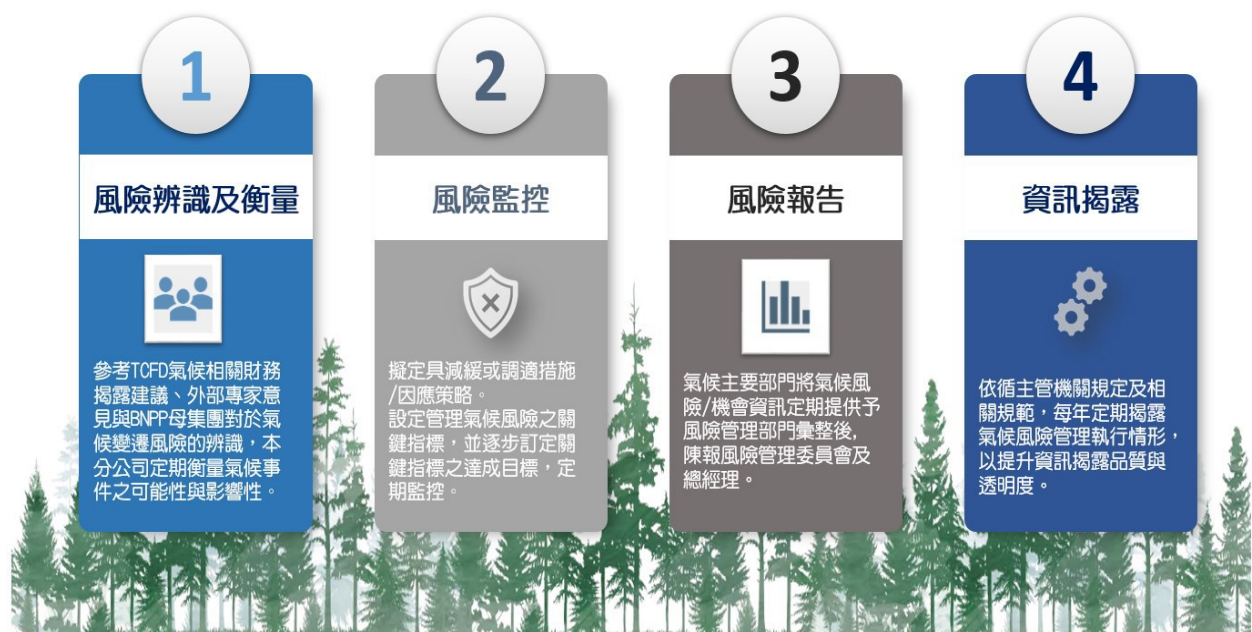 1
風險辨識及衡量
參考TCFD氣候相關財務
揭露建議、外部專家意
見與BNPP母集團對於氣
候變遷風險的辨識，本
分公司定期衡量氣候事
件之可能性與影響性。
2
風險監控
擬定具減緩或調適措施
/因應策略。
設定管理氣候風險之關
鍵指標，並逐步訂定關
鍵指標之達成目標，定
期監控。
3
風險報告
氣候主要部門將氣候風
險/機會資訊定期提供予
風險管理部門彙整後,
陳報風險管理委員會及
總經理。
4
資訊揭露
依循主管機關規定及相
關規範，每年定期揭露
氣候風險管理執行情形，
以提升資訊揭露品質與
透明度。